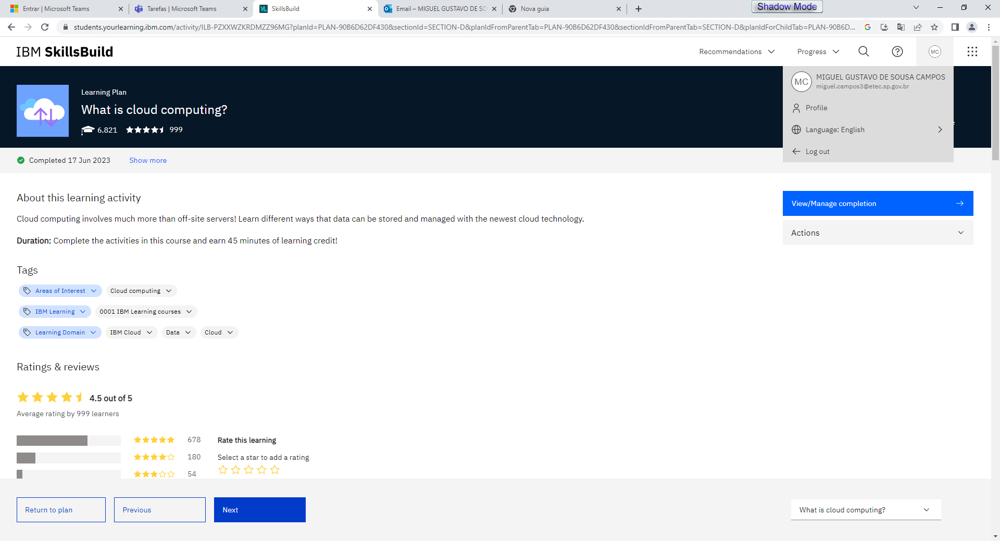 Entrar | Microsoft Teams
Tarefas | Microsoft Teams
SkillsBuild
Email – MIGUEL GUSTAVO DE SO
Nova guia
Shadow Mode
students.yourlearning.ibm.com/activity/ILB-PZXXWZKRDMZZ96MG?planId=PLAN-90B6D62DF430&sectionId=SECTION-D&planIdFromParentTab=PLAN-90B6D62DF430&sectionIdFromParentTab=SECTION-D&planIdForChildTab=PLAN-90B6D...
IBM SkillsBuild
Recommendations
Progress
MC
MC
MIGUEL GUSTAVO DE SOUSA CAMPOS
miguel.campos3@etec.sp.gov.br
Profile
Language: English
Log out
Learning Plan
What is cloud computing?
6.821
999
Completed 17 Jun 2023
Show more
About this learning activity
Cloud computing involves much more than off-site servers! Learn different ways that data can be stored and managed with the newest cloud technology.
Duration: Complete the activities in this course and earn 45 minutes of learning credit!
View/Manage completion
Actions
Tags
Areas of Interest
Cloud computing
IBM Learning
0001 IBM Learning courses
Learning Domain
IBM Cloud
Data
Cloud
Ratings & reviews
4.5 out of 5
Average rating by 999 learners
678
Rate this learning
180
Select a star to add a rating
54
Return to plan
Previous
Next
What is cloud computing?